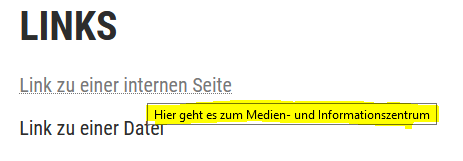 LINKS
Link zu einer internen Seite
Hier geht es zum Medien- und Informationszentrum
Link zu einer Datei